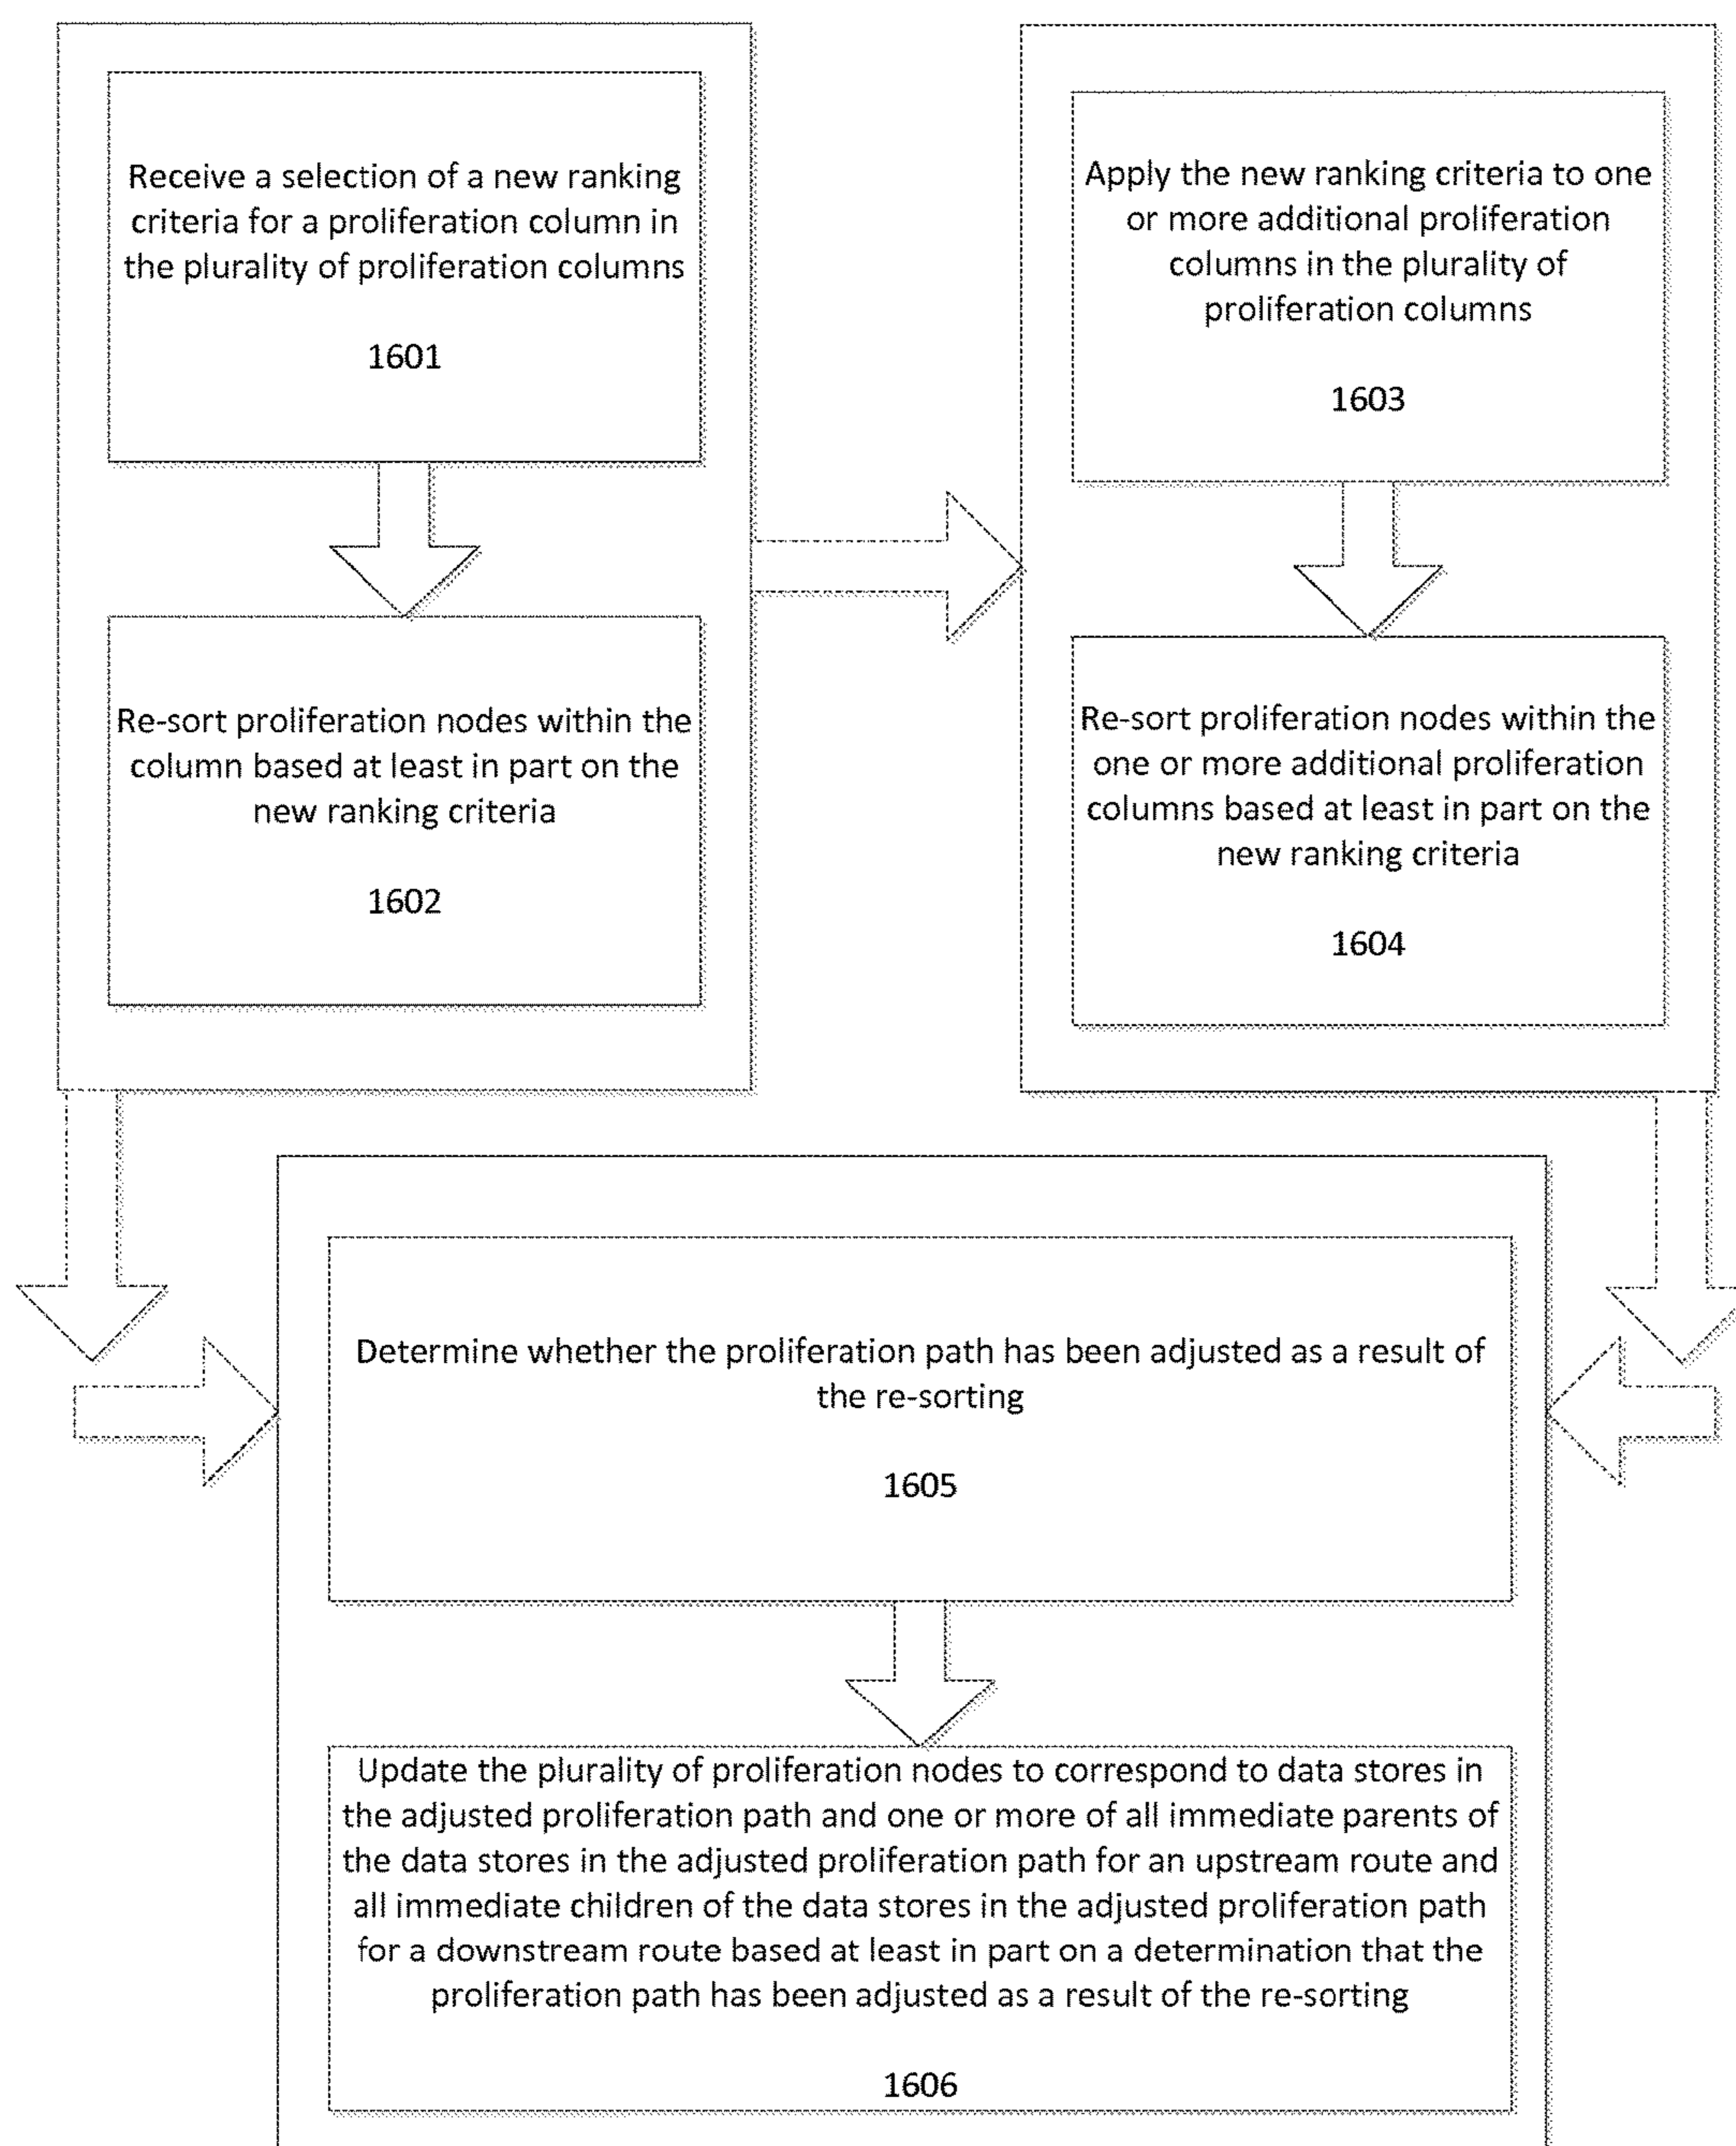 Receive a selection of a new ranking
criteria for a proliferation column in
the plurality of proliferation columns
1601
Re-sort proliferation nodes within the
column based at least in part on the
new ranking criteria
1602
Apply the new ranking criteria to one
or more additional proliferation
columns in the plurality of
proliferation columns
1603
Re-sort proliferation nodes within the
one or more additional proliferation
columns based at least in part on the
new ranking criteria
1604
Determine whether the proliferation path has been adjusted as a result of
the re-sorting
1605
Update the plurality of proliferation nodes to correspond to data stores in
the adjusted proliferation path and one or more of all immediate parents of
the data stores in the adjusted proliferation path for an upstream route and
all immediate children of the data stores in the adjusted proliferation path
for a downstream route based at least in part on a determination that the
proliferation path has been adjusted as a result of the re-sorting
1606